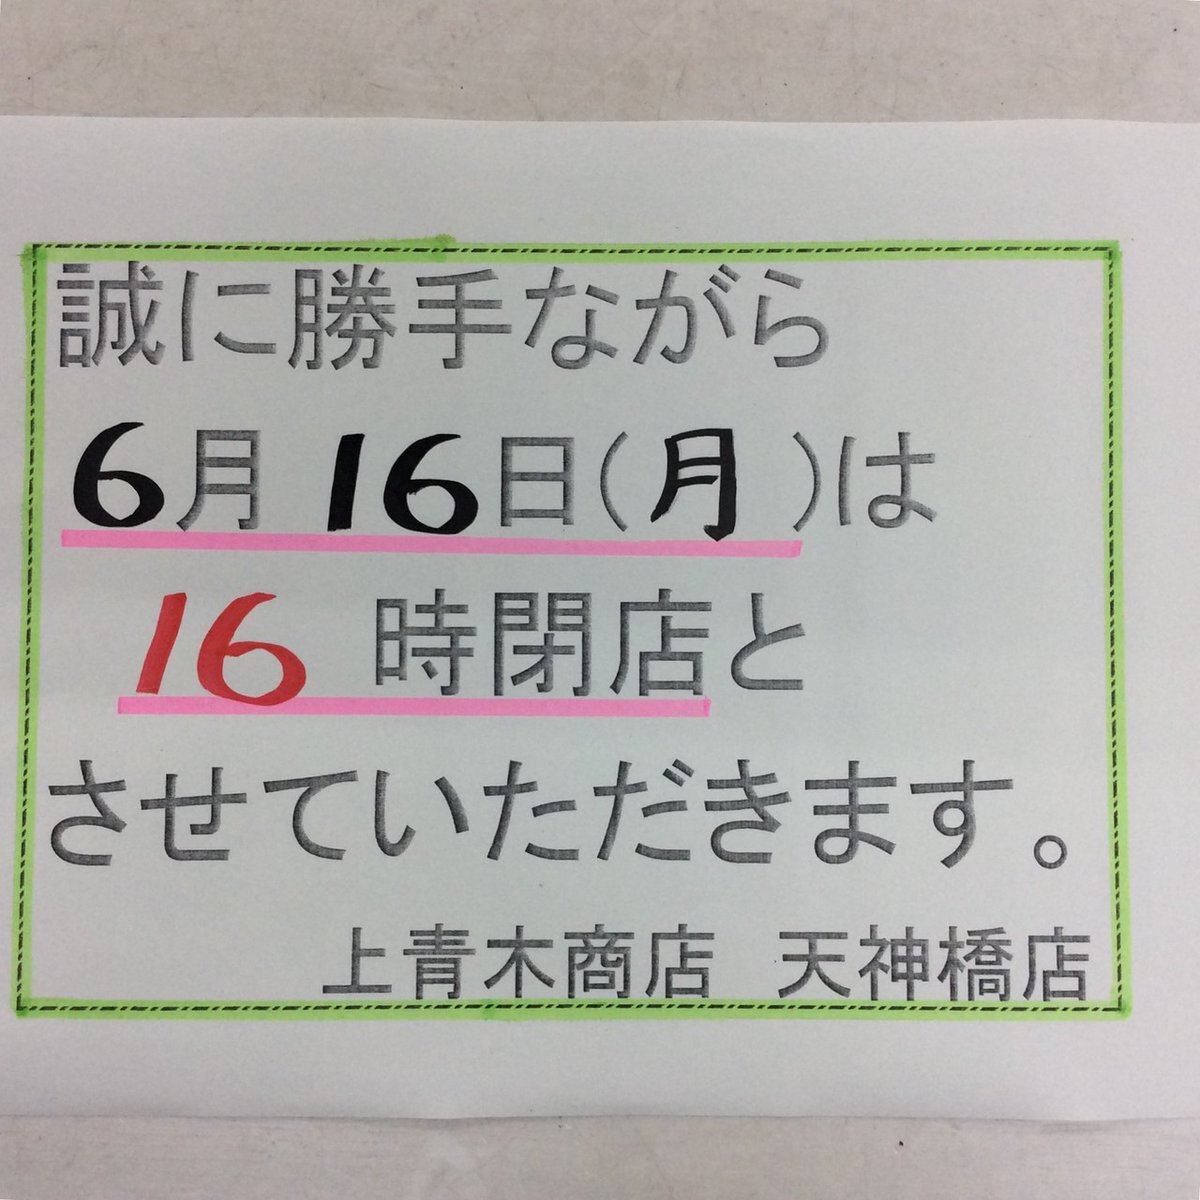 誠に勝手ながら
6月 16日(月)は
16 時閉店と
させていただきます。
上青木商店 天神橋店